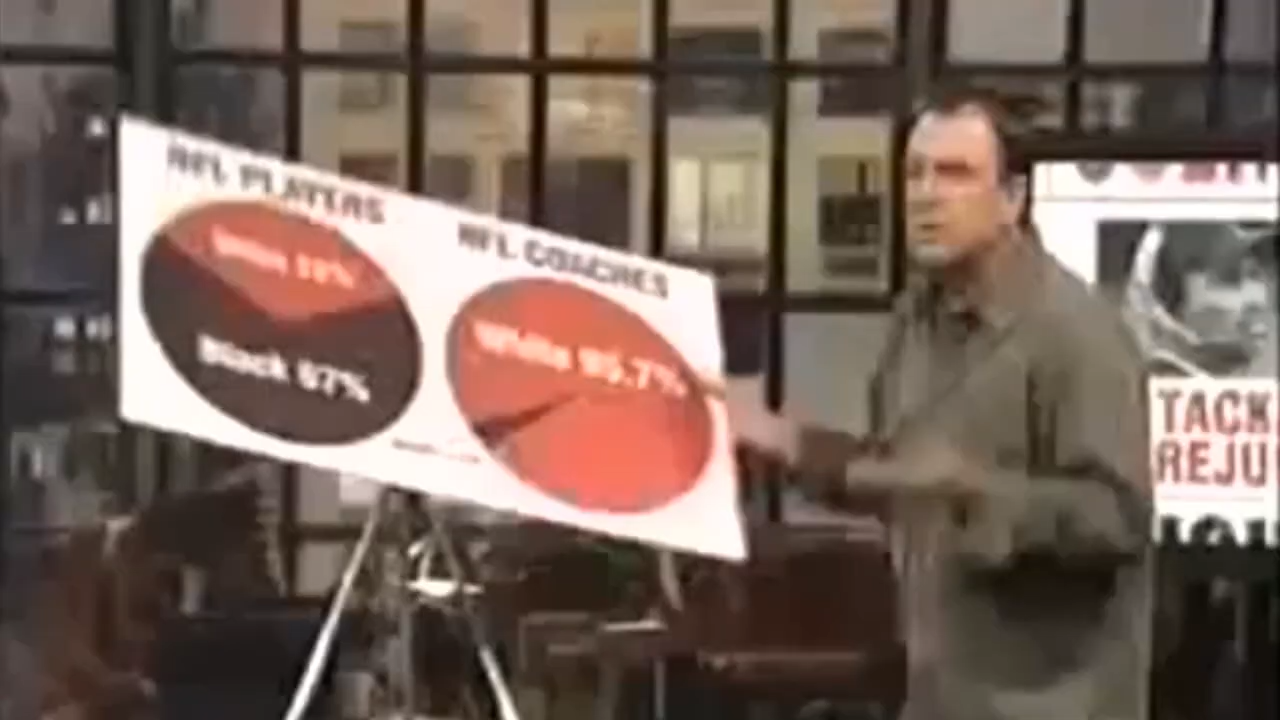 NFL PLAYERS
Black 67%
NFL COACHES
White 95.7%
TACK
REJU